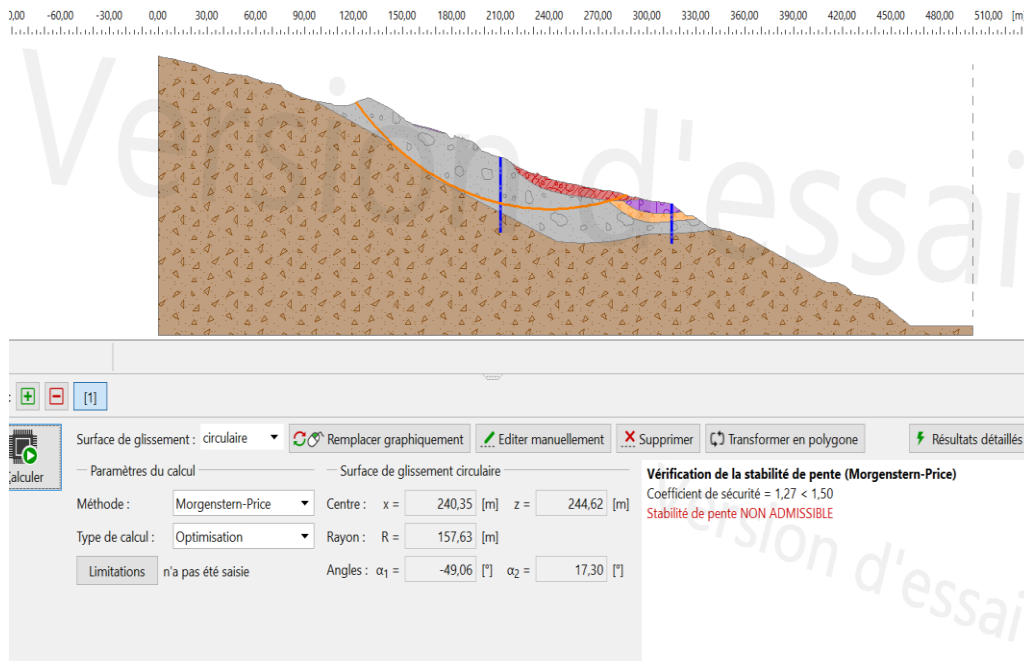 -60,00 -30,00 0,00 30,00 60,00 90,00 120,00 150,00 180,00 210,00 240,00 270,00 300,00 330,00 360,00 390,00 420,00 450,00 480,00 510,00 [m]
Version d'essai
[1]
Surface de glissement : circulaire Remplacer graphiquement Editer manuellement Supprimer Transformer en polygone Résultats détaillés
Calculer
Paramètres du calcul
Méthode : Morgenstern-Price
Type de calcul : Optimisation
Limitations n'a pas été saisie
Surface de glissement circulaire
Centre : x = 240,35 [m] z = 244,62 [m]
Rayon : R = 157,63 [m]
Angles : α1 = -49,06 [°] α2 = 17,30 [°]
Vérification de la stabilité de pente (Morgenstern-Price)
Coefficient de sécurité = 1,27 < 1,50
Stabilité de pente NON ADMISSIBLE
Version d'essai